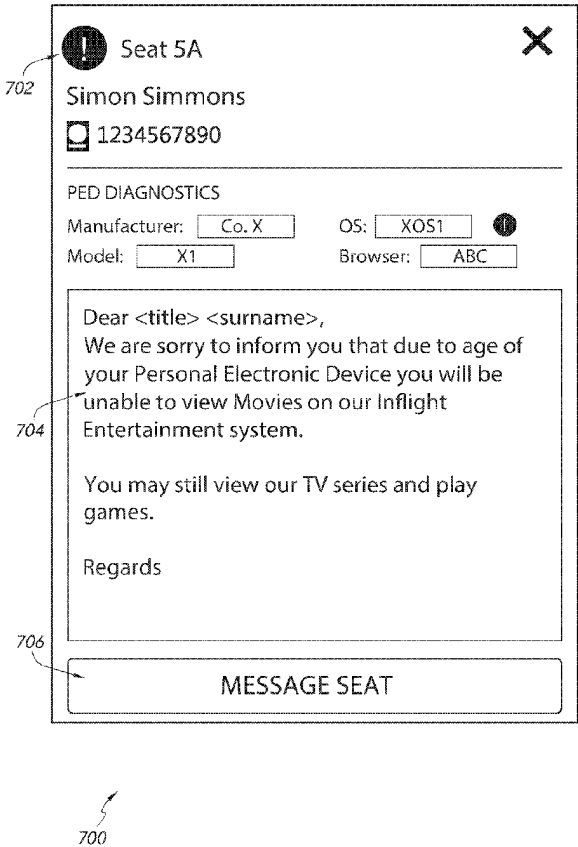 ! Seat 5A
702
Simon Simmons
1234567890
PED DIAGNOSTICS
Manufacturer: Co. X OS: XOS1 !
Model: X1 Browser: ABC
Dear <title> <surname>,
We are sorry to inform you that due to age of
your Personal Electronic Device you will be
unable to view Movies on our Inflight
704
Entertainment system.
You may still view our TV series and play
games.
Regards
706
MESSAGE SEAT
700